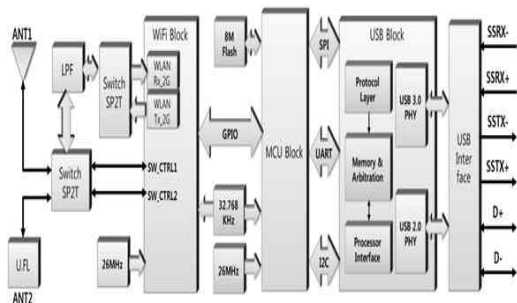 ANT1
LPF
Switch
SP2T
Switch
SP2T
U.FL
ANT2
WiFi Block
WLAN
Rx_2G
WLAN
Tx_2G
SW_CTRL1
SW_CTRL2
26MHz
8M
Flash
GPIO
32.768
KHz
26MHz
MCU Block
SPI
UART
I2C
USB Block
Protocol
Layer
Memory &
Arbitration
Processor
Interface
USB 3.0
PHY
USB 2.0
PHY
USB
Inter
face
SSRX-
SSRX+
SSTX-
SSTX+
D+
D-